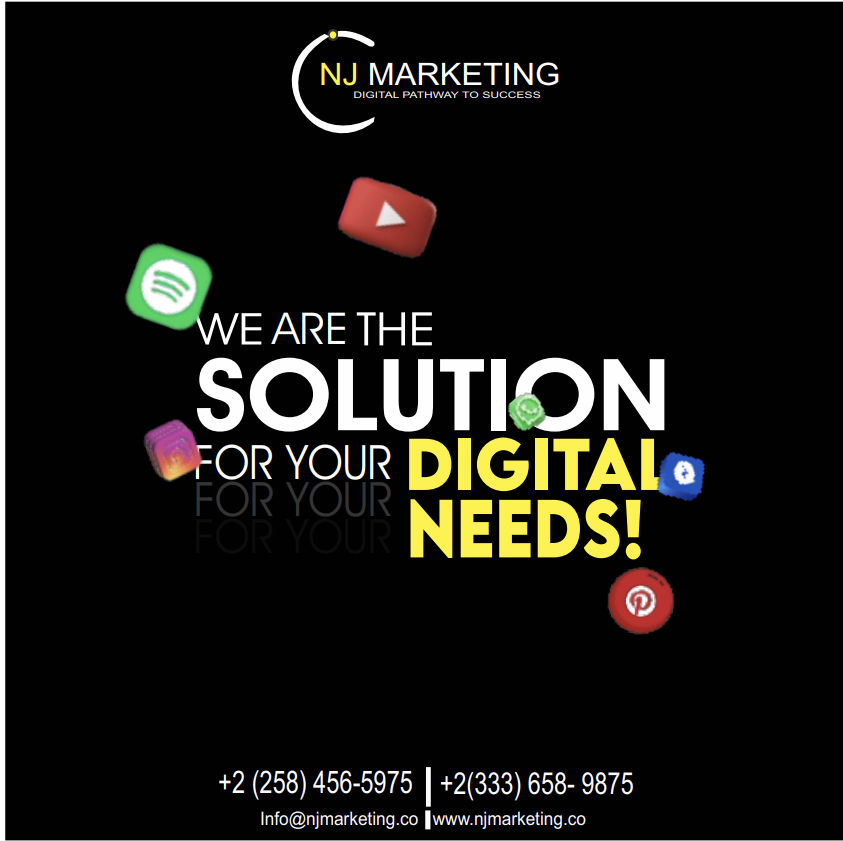 NJ MARKETING
DIGITAL PATHWAY TO SUCCESS
WE ARE THE
SOLUTION
FOR YOUR DIGITAL
FOR YOUR
NEEDS!
FOR YOUR
+2 (258) 456-5975 | +2(333) 658- 9875
Info@njmarketing.co | www.njmarketing.co